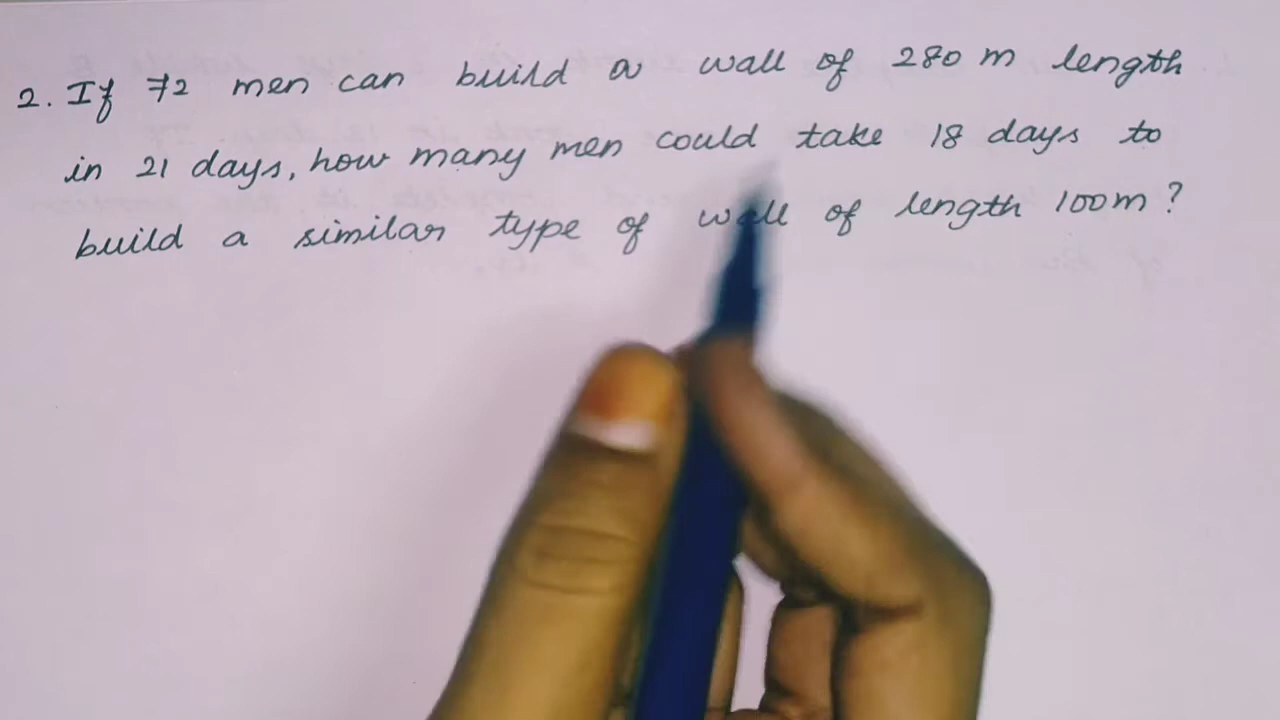 2. If 72 men can build a wall of 280 m length
in 21 days, how many men could take 18 days to
build a similar type of wall of length 100m?